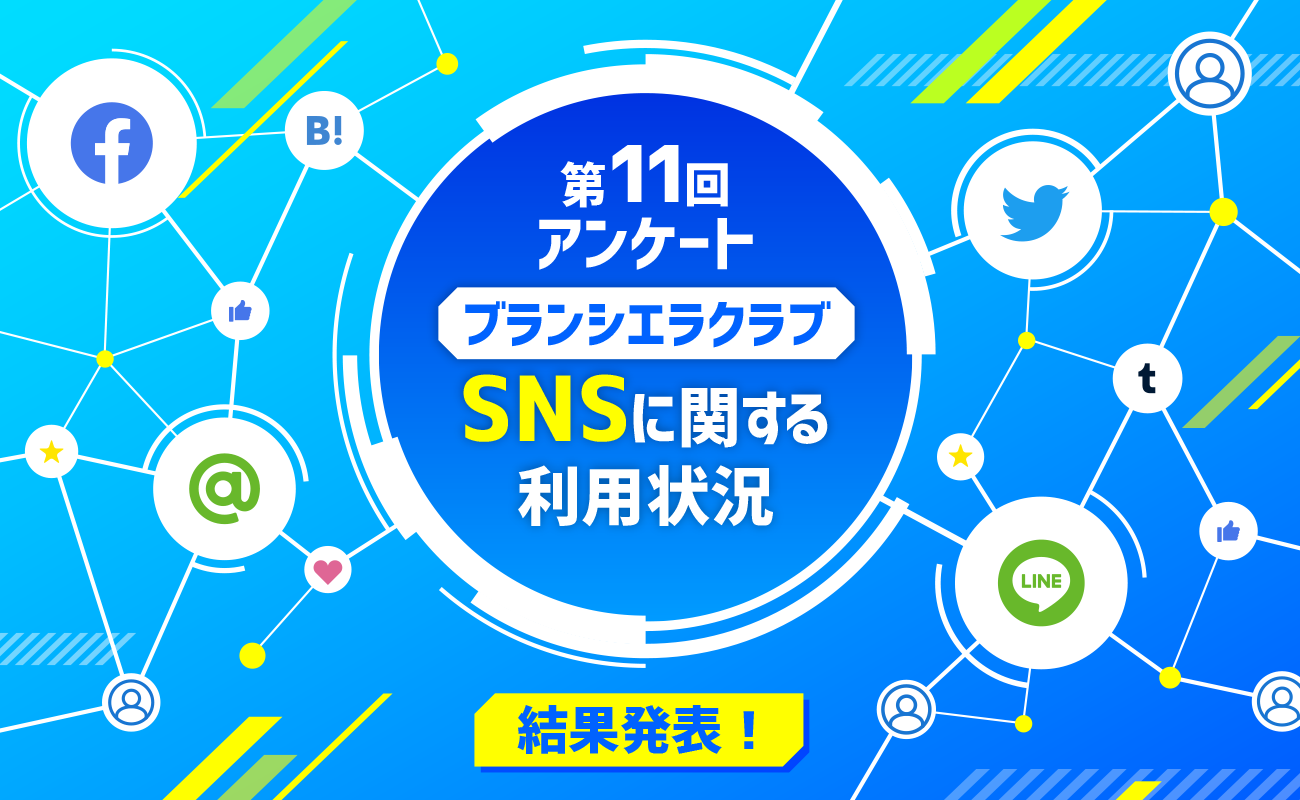 第11回
アンケート
ブランシエラクラブ
SNSに関する
利用状況
結果発表！
B!
t
@
LINE